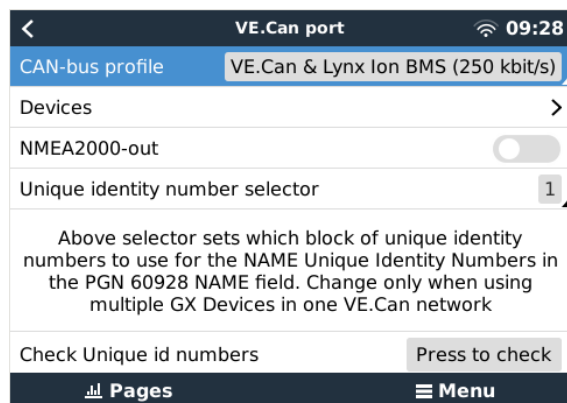 VE.Can port 09:28
CAN-bus profile VE.Can & Lynx Ion BMS (250 kbit/s)
Devices
NMEA2000-out
Unique identity number selector 1
Above selector sets which block of unique identity
numbers to use for the NAME Unique Identity Numbers in
the PGN 60928 NAME field. Change only when using
multiple GX Devices in one VE.Can network
Check Unique id numbers Press to check
Pages Menu